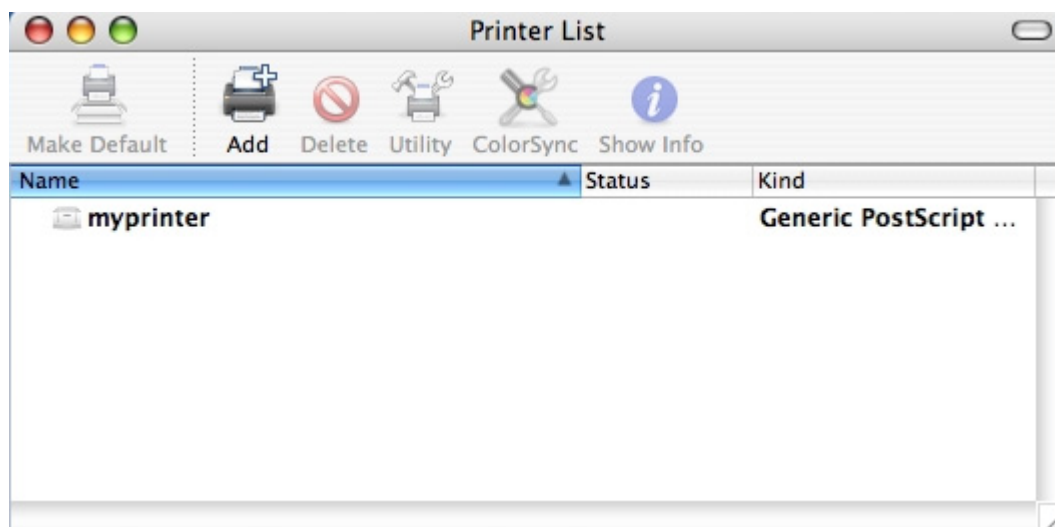 Printer List
Make Default Add Delete Utility ColorSync Show Info
Name Status Kind
myprinter Generic PostScript ...